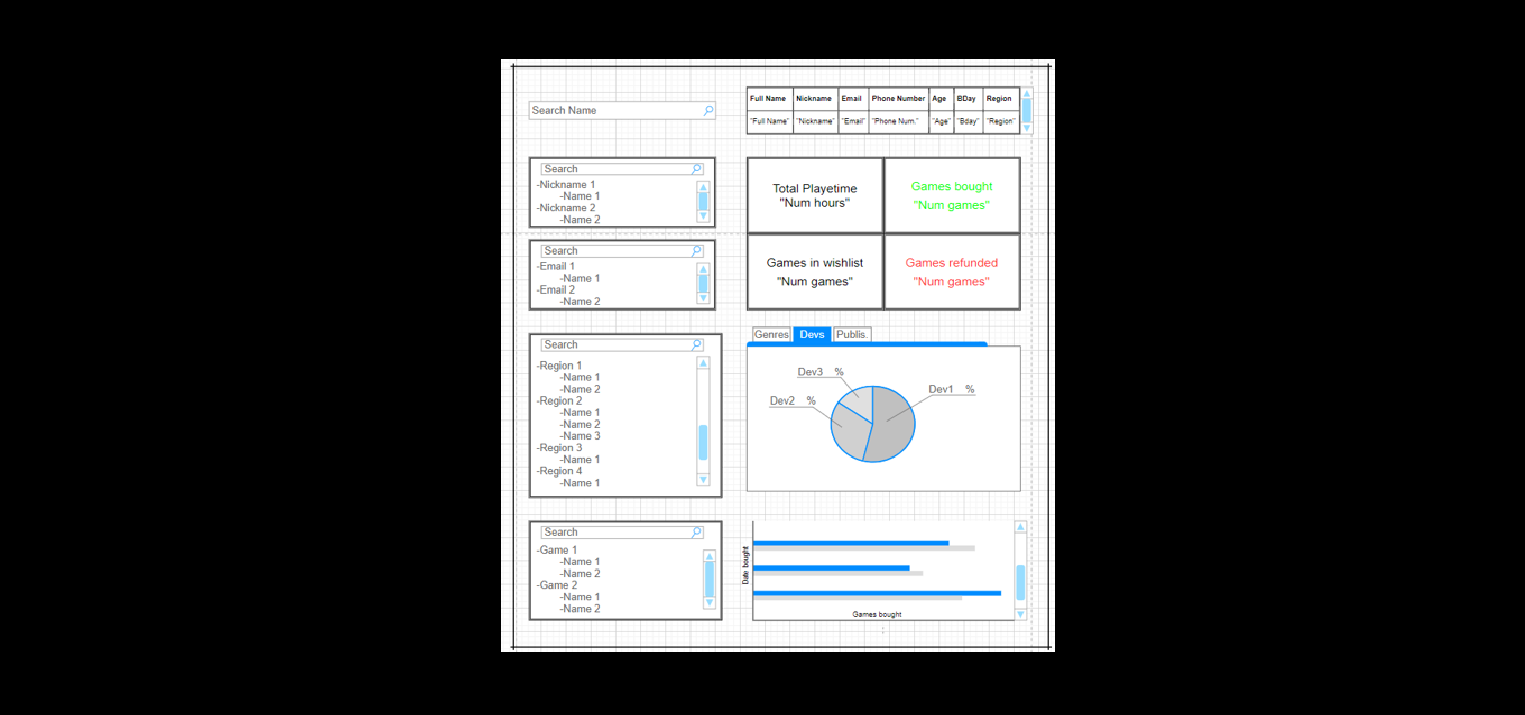 Search Name
Full Name Nickname Email Phone Number Age BDay Region
"Full Name" "Nickname" "Email" "Phone Num." "Age" "Bday" "Region"
Search
-Nickname 1
-Name 1
-Nickname 2
-Name 2
Search
-Email 1
-Name 1
-Email 2
-Name 2
Total Playetime
"Num hours"
Games bought
"Num games"
Games in wishlist
"Num games"
Games refunded
"Num games"
Search
-Region 1
-Name 1
-Name 2
-Region 2
-Name 1
-Name 2
-Name 3
-Region 3
-Name 1
-Region 4
-Name 1
Genres Devs Publis.
Dev3 %
Dev1 %
Dev2 %
Search
-Game 1
-Name 1
-Name 2
-Game 2
-Name 1
-Name 2
Date bought
Games bought